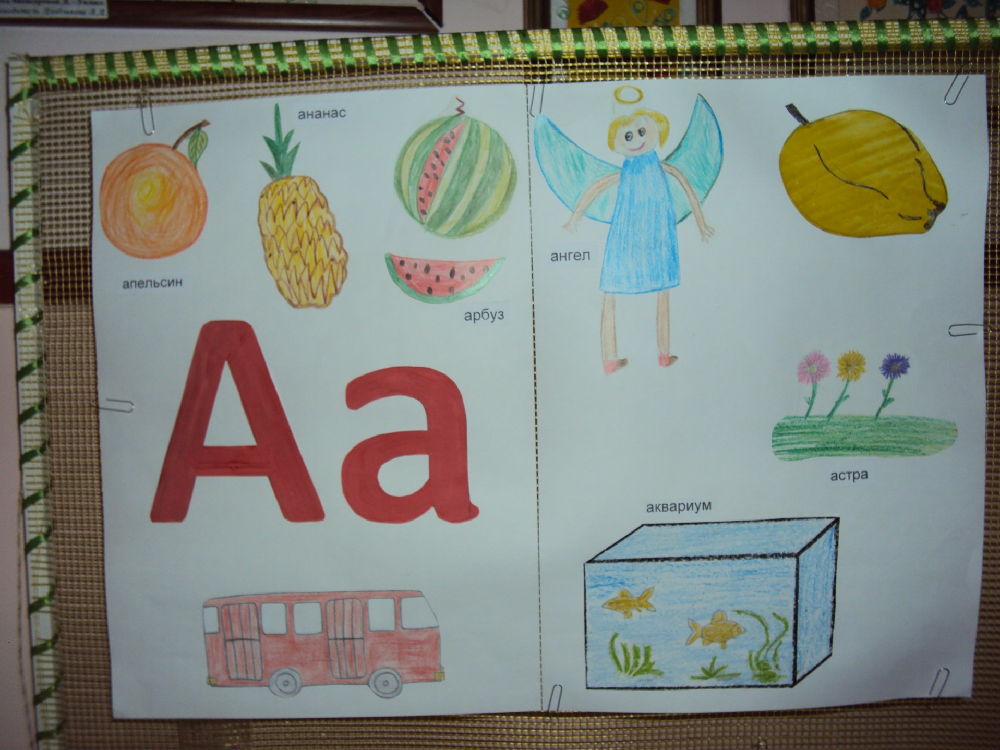 ананас
апельсин
арбуз
Аа
ангел
астра
аквариум